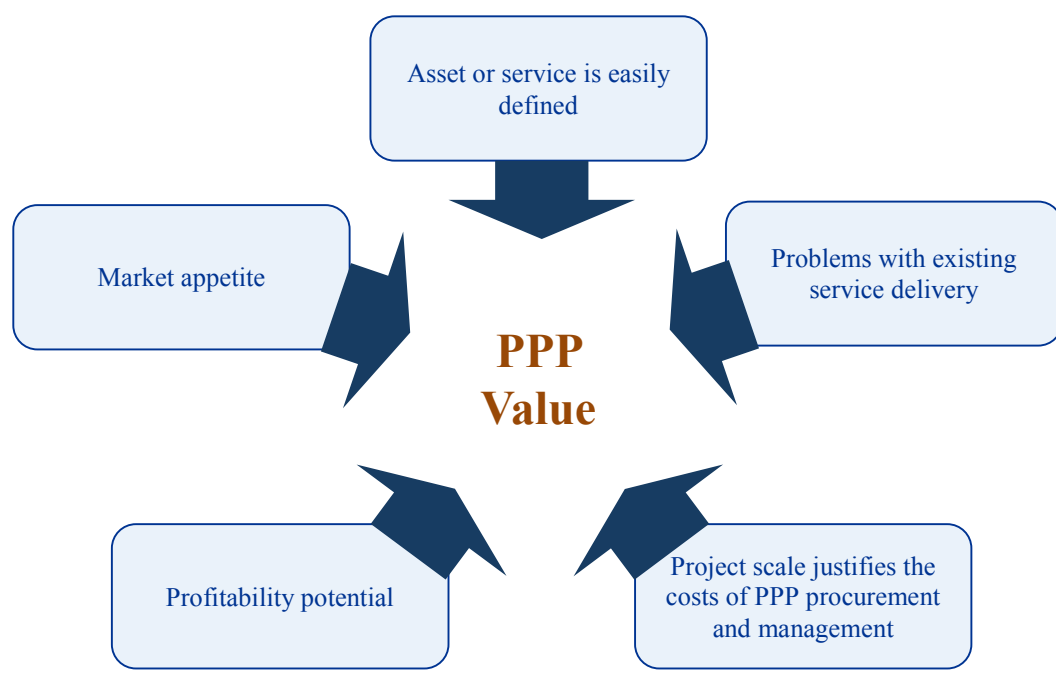 Asset or service is easily
defined
Market appetite
Problems with existing
service delivery
PPP
Value
Profitability potential
Project scale justifies the
costs of PPP procurement
and management